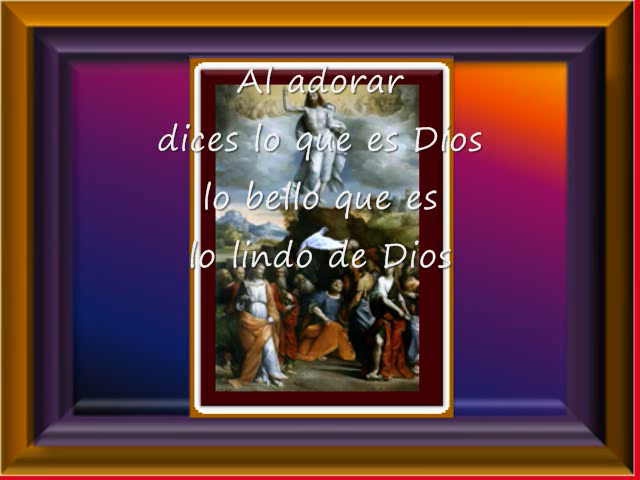 Al adorar
dices lo que es Dios
lo bello que es
lo lindo de Dios